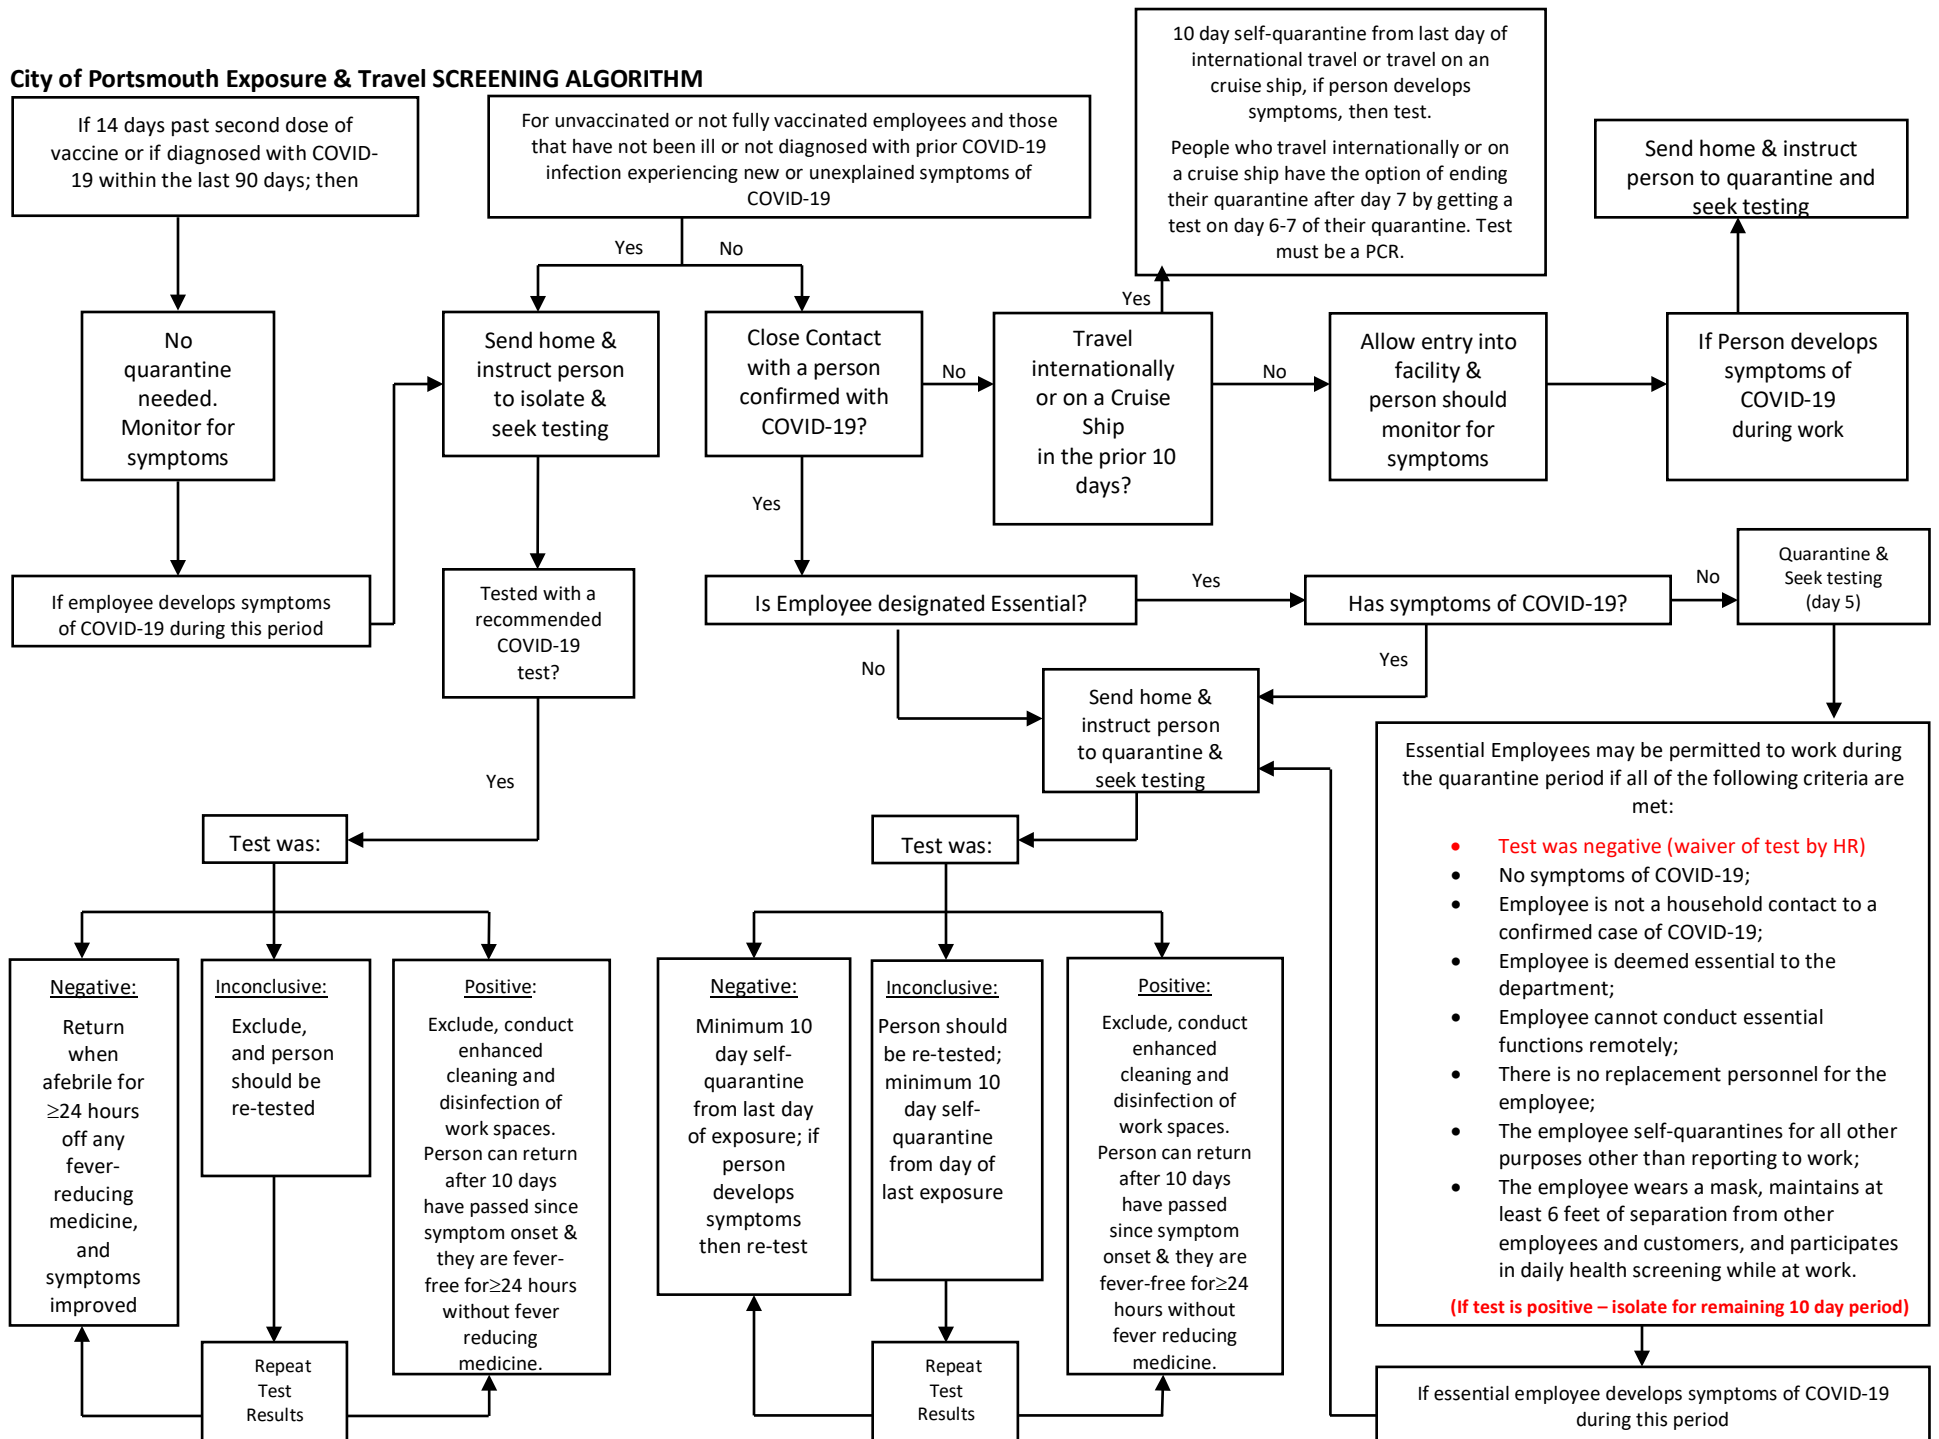 City of Portsmouth Exposure & Travel SCREENING ALGORITHM
If 14 days past second dose of
vaccine or if diagnosed with COVID-
19 within the last 90 days; then
For unvaccinated or not fully vaccinated employees and those
that have not been ill or not diagnosed with prior COVID-19
infection experiencing new or unexplained symptoms of
COVID-19
10 day self-quarantine from last day of
international travel or travel on an
cruise ship, if person develops
symptoms, then test.
People who travel internationally or on
a cruise ship have the option of ending
their quarantine after day 7 by getting a
test on day 6-7 of their quarantine. Test
must be a PCR.
Send home & instruct
person to quarantine and
seek testing
Yes
No
Yes
No
quarantine
needed.
Monitor for
symptoms
Send home &
instruct person
to isolate &
seek testing
Close Contact
with a person
confirmed with
COVID-19?
No
Travel
internationally
or on a Cruise
Ship
in the prior 10
days?
No
Allow entry into
facility &
person should
monitor for
symptoms
If Person develops
symptoms of
COVID-19
during work
Yes
If employee develops symptoms
of COVID-19 during this period
Tested with a
recommended
COVID-19
test?
Is Employee designated Essential?
Yes
Has symptoms of COVID-19?
No
Quarantine &
Seek testing
(day 5)
No
Yes
Send home &
instruct person
to quarantine &
seek testing
Yes
Test was:
Test was:
Essential Employees may be permitted to work during
the quarantine period if all of the following criteria are
met:
• Test was negative (waiver of test by HR)
• No symptoms of COVID-19;
• Employee is not a household contact to a
confirmed case of COVID-19;
• Employee is deemed essential to the
department;
• Employee cannot conduct essential
functions remotely;
• There is no replacement personnel for the
employee;
• The employee self-quarantines for all other
purposes other than reporting to work;
• The employee wears a mask, maintains at
least 6 feet of separation from other
employees and customers, and participates
in daily health screening while at work.
(If test is positive – isolate for remaining 10 day period)
Negative:
Return
when
afebrile for
≥24 hours
off any
fever-
reducing
medicine,
and
symptoms
improved
Inconclusive:
Exclude,
and person
should be
re-tested
Positive:
Exclude, conduct
enhanced
cleaning and
disinfection of
work spaces.
Person can return
after 10 days
have passed since
symptom onset &
they are fever-
free for≥24 hours
without fever
reducing
medicine.
Negative:
Minimum 10
day self-
quarantine
from last day
of exposure; if
person
develops
symptoms
then re-test
Inconclusive:
Person should
be re-tested;
minimum 10
day self-
quarantine
from day of
last exposure
Positive:
Exclude, conduct
enhanced
cleaning and
disinfection of
work spaces.
Person can return
after 10 days
have passed
since symptom
onset & they are
fever-free for≥24
hours without
fever reducing
medicine.
Repeat
Test
Results
Repeat
Test
Results
If essential employee develops symptoms of COVID-19
during this period